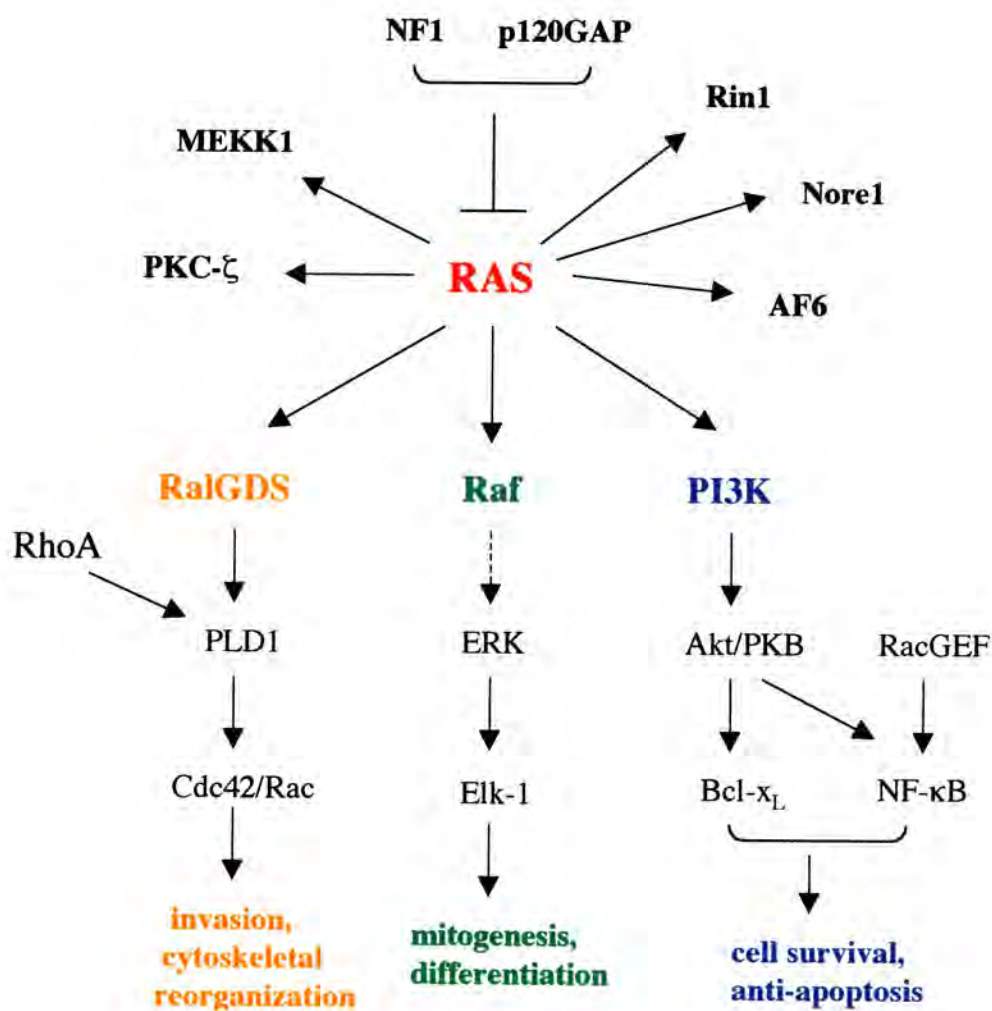 NF1 p120GAP
Rin1
MEKK1
Nore1
PKC-ζ
RAS
AF6
RalGDS Raf PI3K
RhoA
PLD1 ERK Akt/PKB RacGEF
Cdc42/Rac Elk-1 Bcl-xL NF-κB
invasion,
cytoskeletal
reorganization
mitogenesis,
differentiation
cell survival,
anti-apoptosis